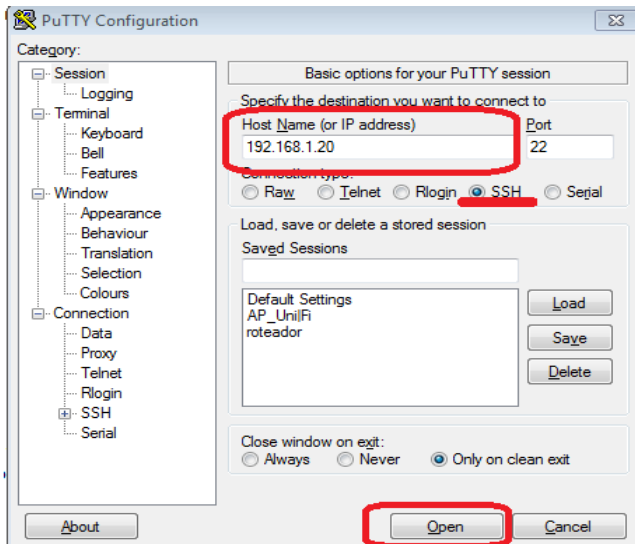 PuTTY Configuration
Category:
Session
Logging
Terminal
Keyboard
Bell
Features
Window
Appearance
Behaviour
Translation
Selection
Colours
Connection
Data
Proxy
Telnet
Rlogin
SSH
Serial
Basic options for your PuTTY session
Specify the destination you want to connect to
Host Name (or IP address) Port
192.168.1.20 22
Connection type:
Raw Telnet Rlogin SSH Serial
Load, save or delete a stored session
Saved Sessions
Default Settings
AP_UniFi
roteador
Load
Save
Delete
Close window on exit:
Always Never Only on clean exit
About Open Cancel